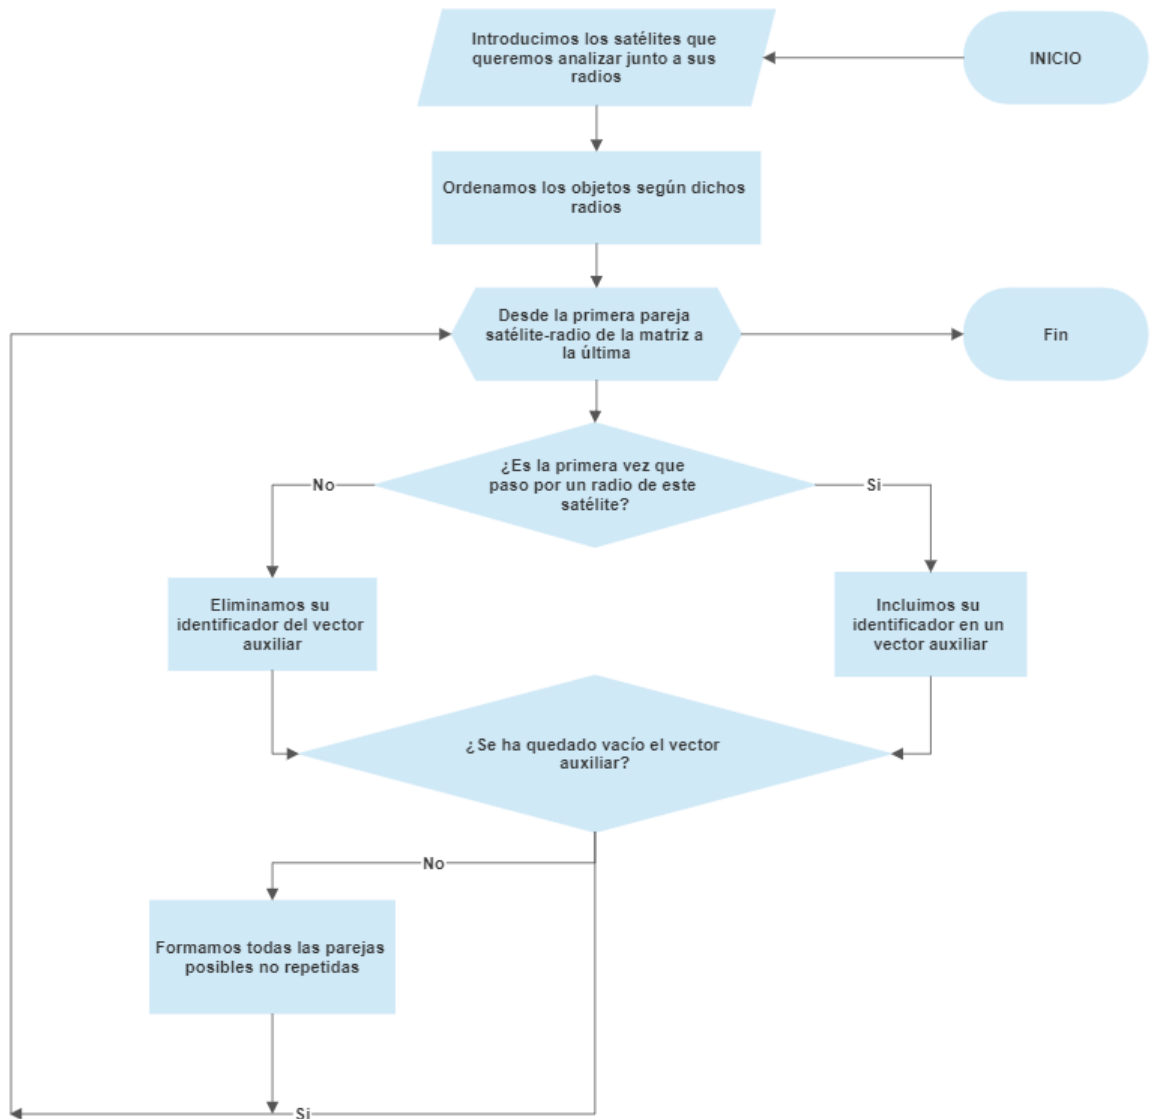 Introducimos los satélites que
queremos analizar junto a sus
radios
INICIO
Ordenamos los objetos según dichos
radios
Desde la primera pareja
satélite-radio de la matriz a
la última
Fin
¿Es la primera vez que
paso por un radio de este
satélite?
No
Si
Eliminamos su
identificador del vector
auxiliar
Incluimos su
identificador en un
vector auxiliar
¿Se ha quedado vacío el vector
auxiliar?
No
Formamos todas las parejas
posibles no repetidas
Si